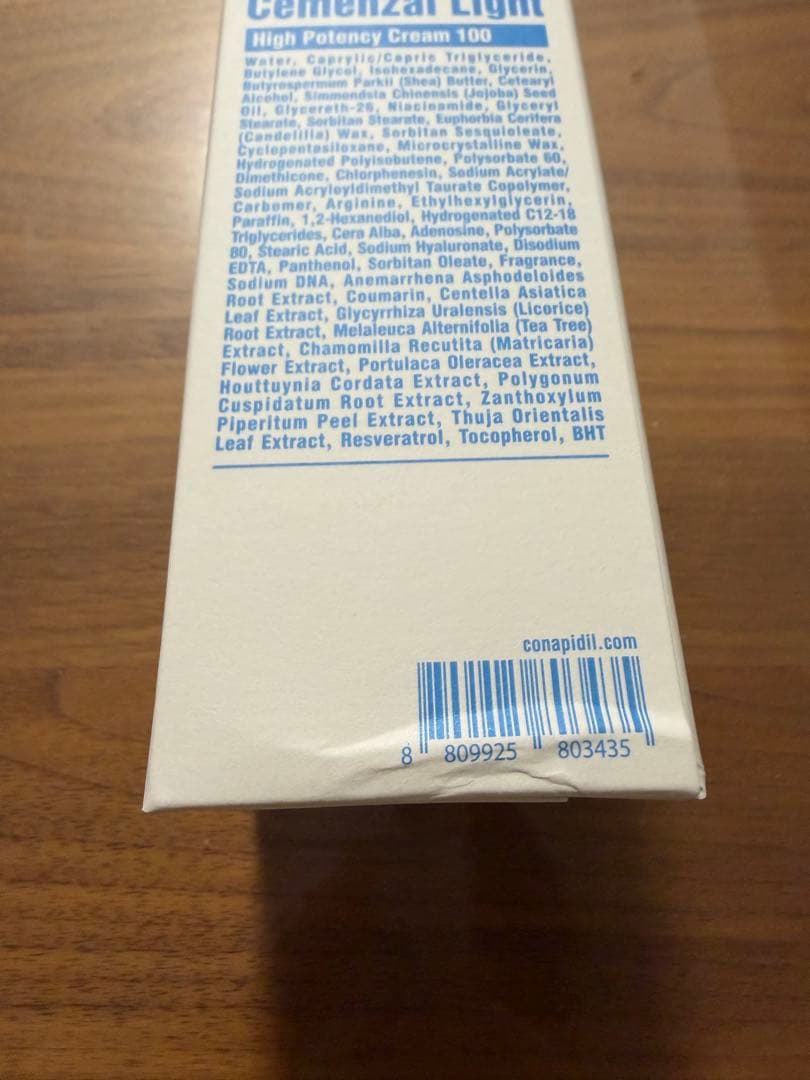 Cemenzal Light
High Potency Cream 100
Water, Caprylic/Capric Triglyceride,
Butylene Glycol, Isohexadecane, Glycerin,
Butyrospermum Parkii (Shea) Butter, Cetearyl
Alcohol, Simmondsia Chinensis (Jojoba) Seed
Oil, Glycereth-26, Niacinamide, Glyceryl
Stearate, Sorbitan Stearate, Euphorbia Cerifera
(Candelilla) Wax, Sorbitan Sesquioleate,
Cyclopentasiloxane, Microcrystalline Wax,
Hydrogenated Polyisobutene, Polysorbate 60,
Dimethicone, Chlorphenesin, Sodium Acrylate/
Sodium Acryloyldimethyl Taurate Copolymer,
Carbomer, Arginine, Ethylhexylglycerin,
Paraffin, 1,2-Hexanediol, Hydrogenated C12-18
Triglycerides, Cera Alba, Adenosine, Polysorbate
80, Stearic Acid, Sodium Hyaluronate, Disodium
EDTA, Panthenol, Sorbitan Oleate, Fragrance,
Sodium DNA, Anemarrhena Asphodeloides
Root Extract, Coumarin, Centella Asiatica
Leaf Extract, Glycyrrhiza Uralensis (Licorice)
Root Extract, Melaleuca Alternifolia (Tea Tree)
Extract, Chamomilla Recutita (Matricaria)
Flower Extract, Portulaca Oleracea Extract,
Houttuynia Cordata Extract, Polygonum
Cuspidatum Root Extract, Zanthoxylum
Piperitum Peel Extract, Thuja Orientalis
Leaf Extract, Resveratrol, Tocopherol, BHT
conapidil.com
8 809925 803435